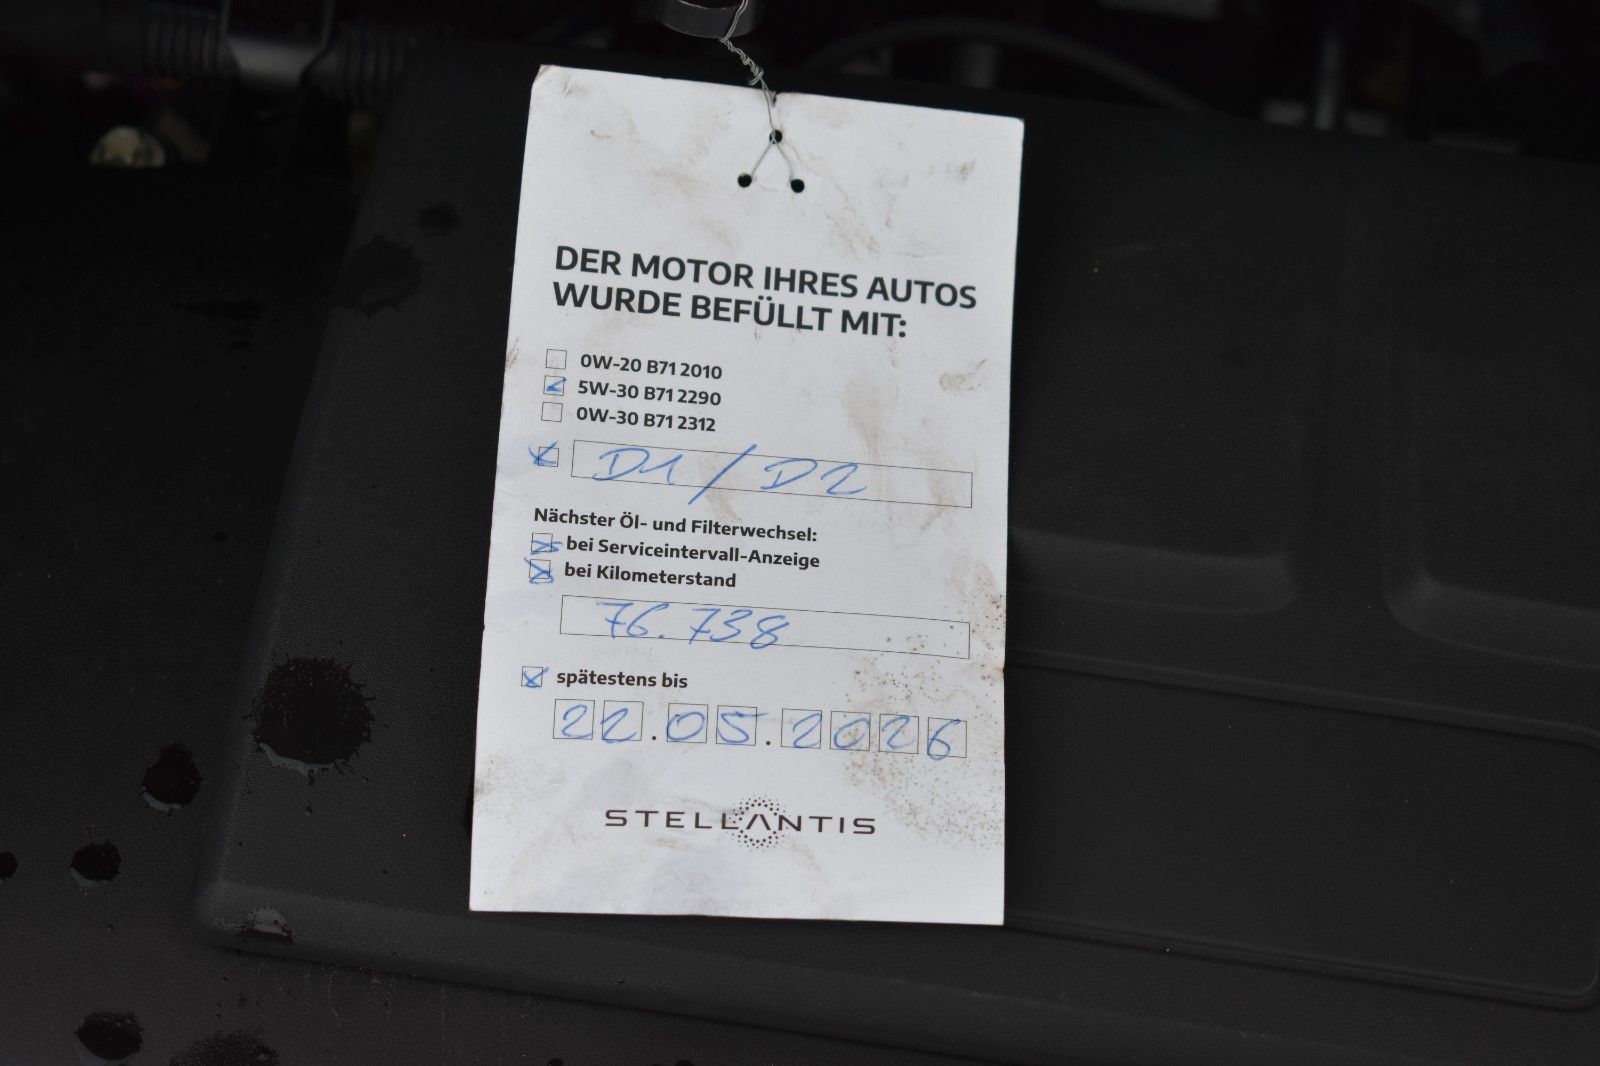 DER MOTOR IHRES AUTOS
WURDE BEFÜLLT MIT:
0W-20 B71 2010
5W-30 B71 2290
0W-30 B71 2312
D1 / D2
Nächster Öl- und Filterwechsel:
bei Serviceintervall-Anzeige
bei Kilometerstand
76.738
spätestens bis
22.05.2026
STELLANTIS